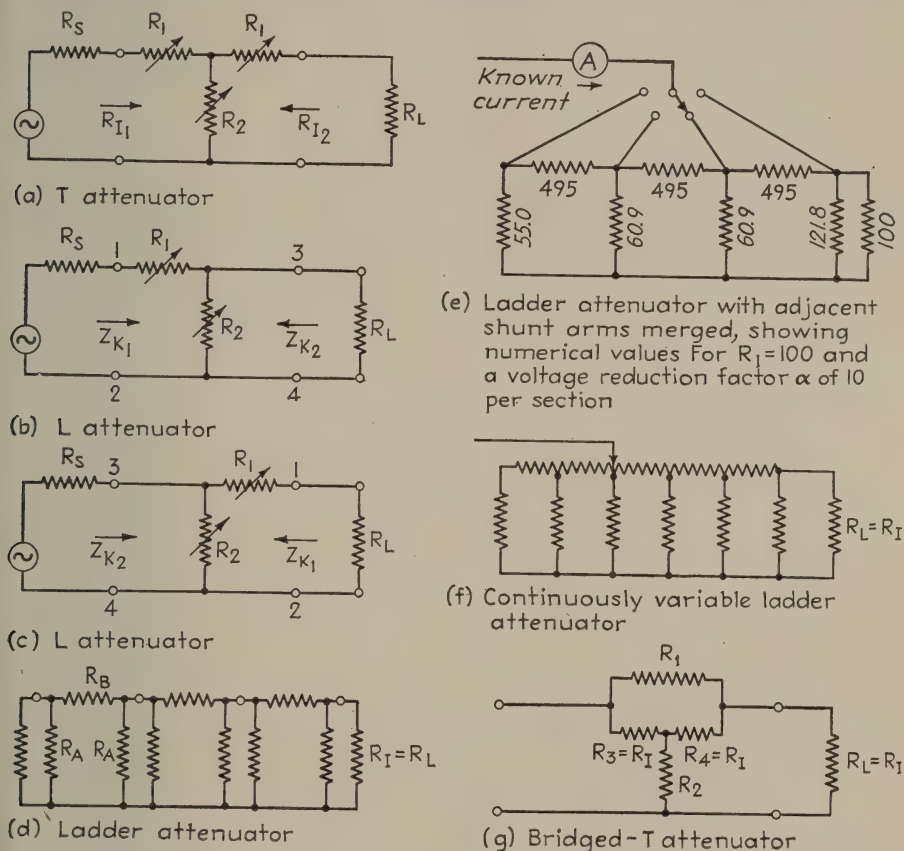 R_S R_1 R_1
R_I1 R_2 R_I2 R_L
(a) T attenuator
R_S 1 R_1 3
Z_K1 R_2 Z_K2 R_L
2 4
(b) L attenuator
R_S 3 R_1 1
Z_K2 R_2 Z_K1 R_L
4 2
(c) L attenuator
R_B
R_A R_A R_I=R_L
(d) Ladder attenuator
A
Known
current
495 495 495
55.0 60.9 60.9 121.8 100
(e) Ladder attenuator with adjacent
shunt arms merged, showing
numerical values for R_I=100 and
a voltage reduction factor α of 10
per section
R_L=R_I
(f) Continuously variable ladder
attenuator
R_1
R_3=R_I R_4=R_I R_L=R_I
R_2
(g) Bridged-T attenuator